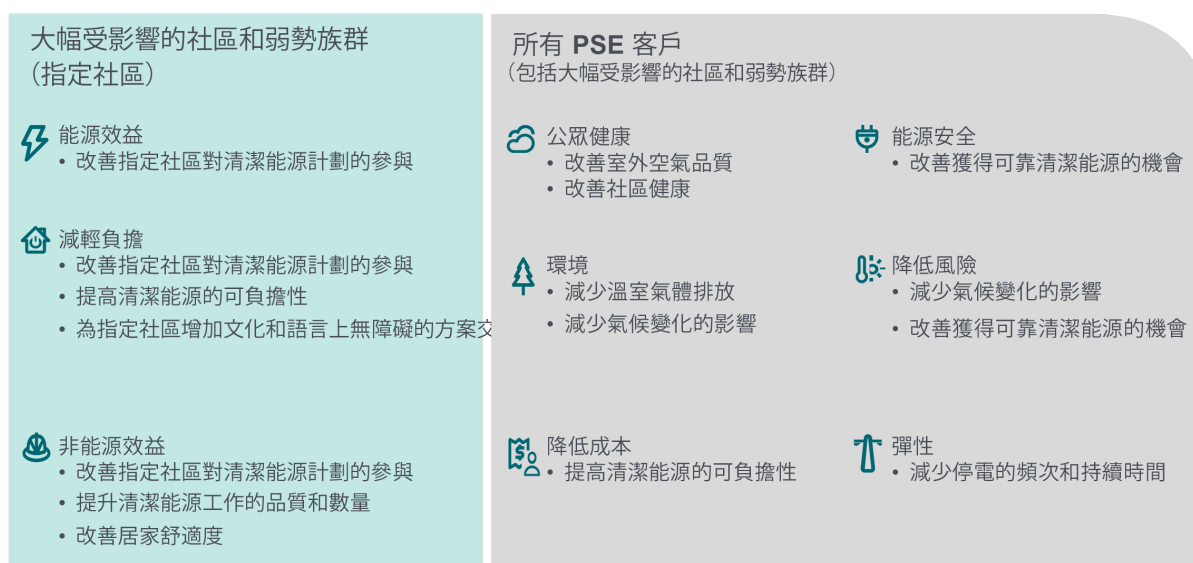 大幅受影響的社區和弱勢族群
(指定社區)
能源效益
• 改善指定社區對清潔能源計劃的參與
減輕負擔
• 改善指定社區對清潔能源計劃的參與
• 提高清潔能源的可負擔性
• 為指定社區增加文化和語言上無障礙的方案交
非能源效益
• 改善指定社區對清潔能源計劃的參與
• 提升清潔能源工作的品質和數量
• 改善居家舒適度
所有 PSE 客戶
(包括大幅受影響的社區和弱勢族群)
公眾健康
• 改善室外空氣品質
• 改善社區健康
能源安全
• 改善獲得可靠清潔能源的機會
環境
• 減少溫室氣體排放
• 減少氣候變化的影響
降低風險
• 減少氣候變化的影響
• 改善獲得可靠清潔能源的機會
降低成本
• 提高清潔能源的可負擔性
彈性
• 減少停電的頻次和持續時間